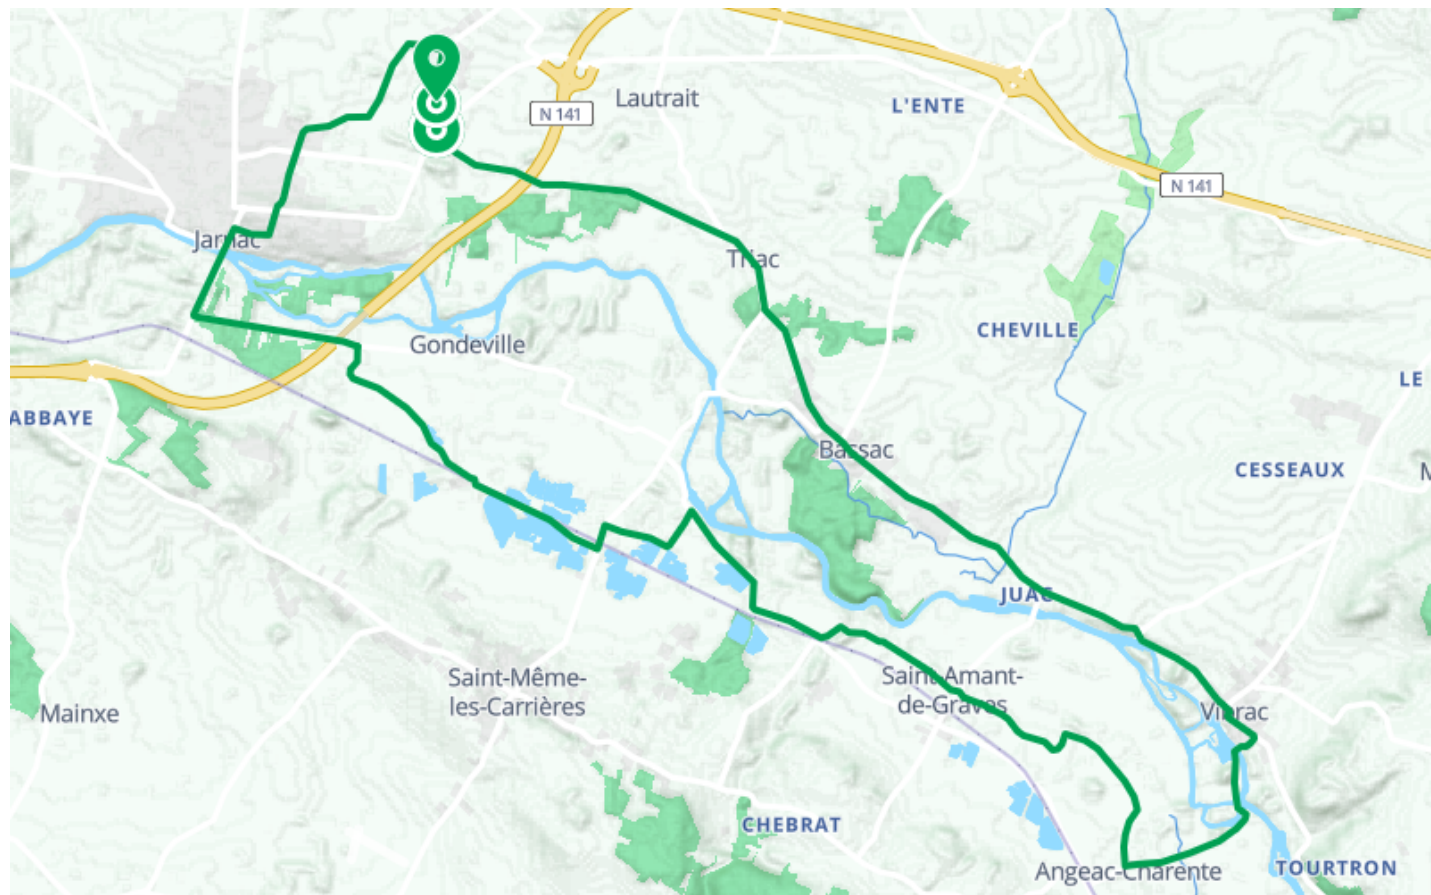 Lautrait
L'ENTE
N 141
N 141
Jarnac
Triac
CHEVILLE
Gondeville
LE
ABBAYE
Bassac
CESSEAUX
M
JUAC
Saint-Même-
les-Carrières
Saint-Amant-
de-Graves
Mainxe
Vibrac
CHEBRAT
Angeac-Charente
TOURTRON